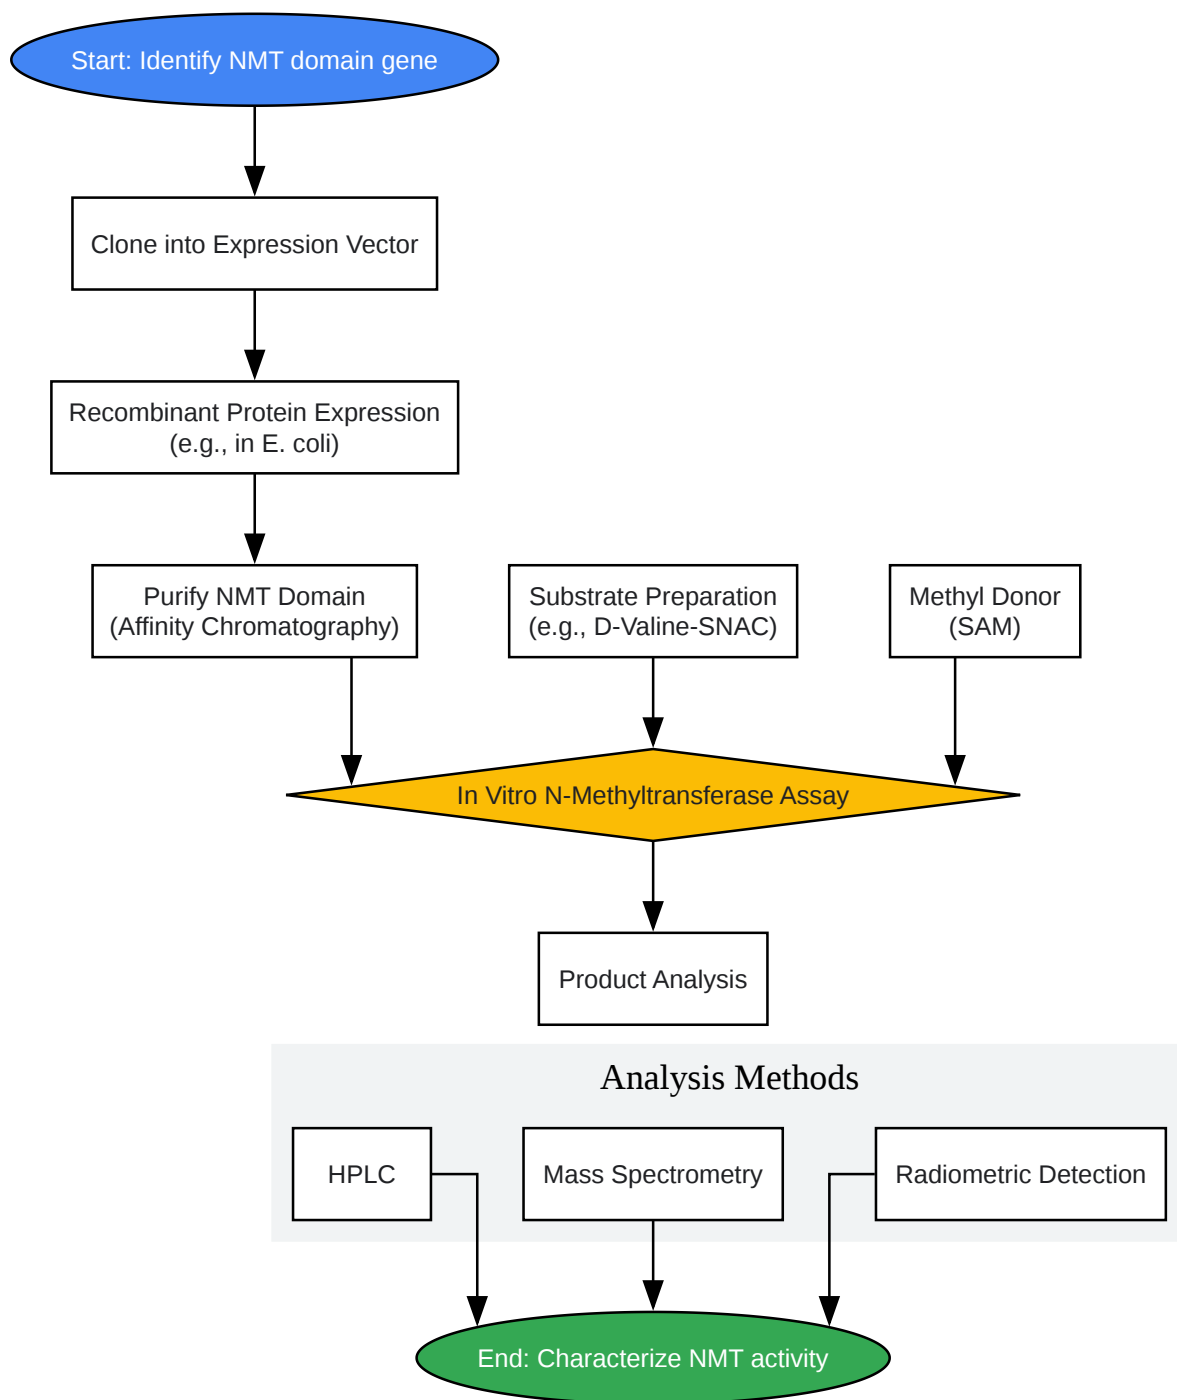 Start: Identify NMT domain gene
Clone into Expression Vector
Recombinant Protein Expression
(e.g., in E. coli)
Purify NMT Domain
(Affinity Chromatography)
Substrate Preparation
(e.g., D-Valine-SNAC)
Methyl Donor
(SAM)
In Vitro N-Methyltransferase Assay
Product Analysis
Analysis Methods
HPLC
Mass Spectrometry
Radiometric Detection
End: Characterize NMT activity